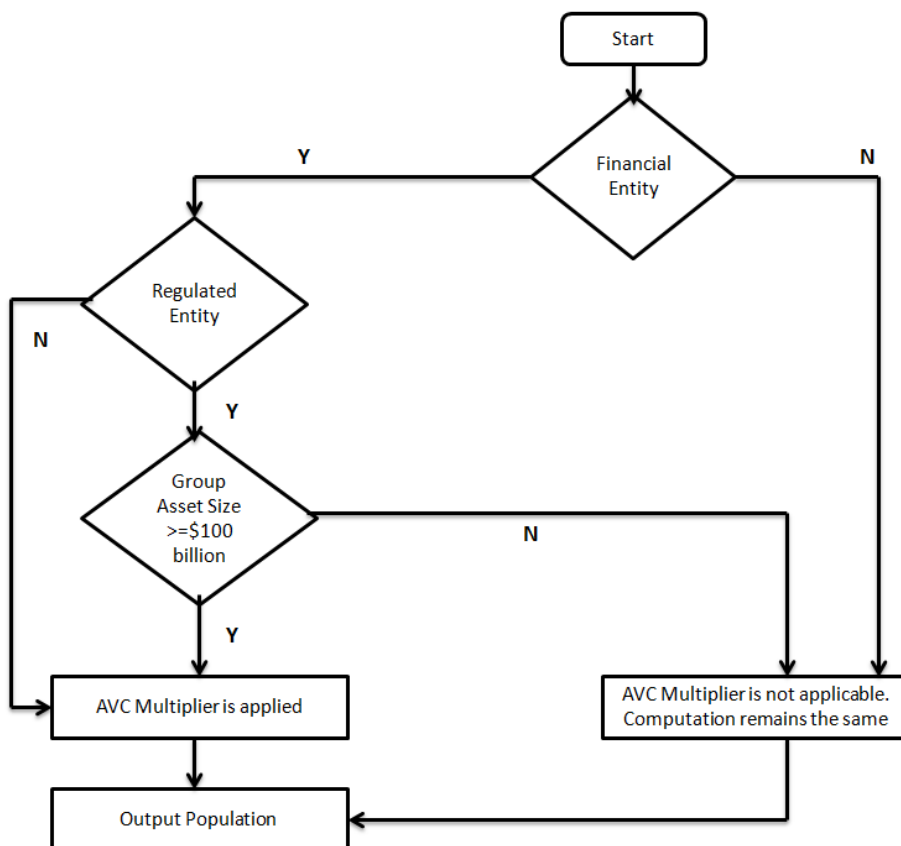 Start
Y
Financial
Entity
N
Regulated
Entity
N
Y
Group
Asset Size
>=$100
billion
N
Y
AVC Multiplier is applied
AVC Multiplier is not applicable.
Computation remains the same
Output Population